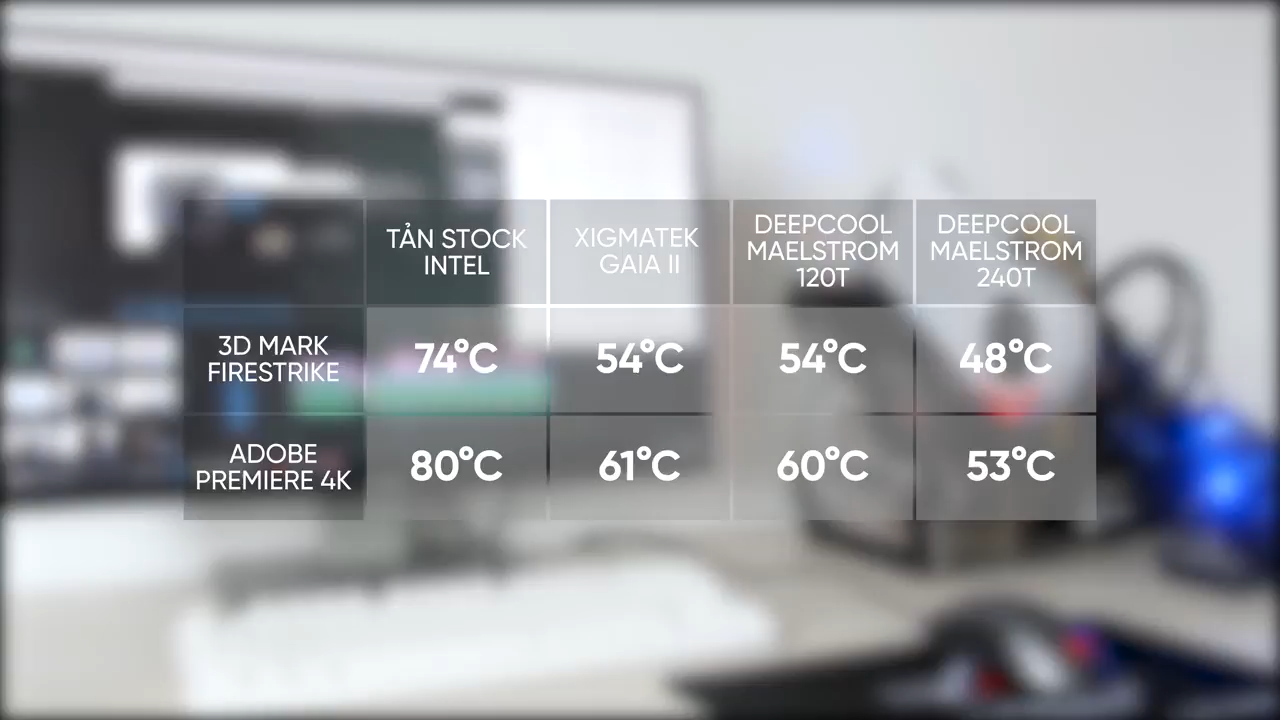 TẢN STOCK
INTEL
XIGMATEK
GAIA II
DEEPCOOL
MAELSTROM
120T
DEEPCOOL
MAELSTROM
240T
3D MARK
FIRESTRIKE
74°C
54°C
54°C
48°C
ADOBE
PREMIERE 4K
80°C
61°C
60°C
53°C